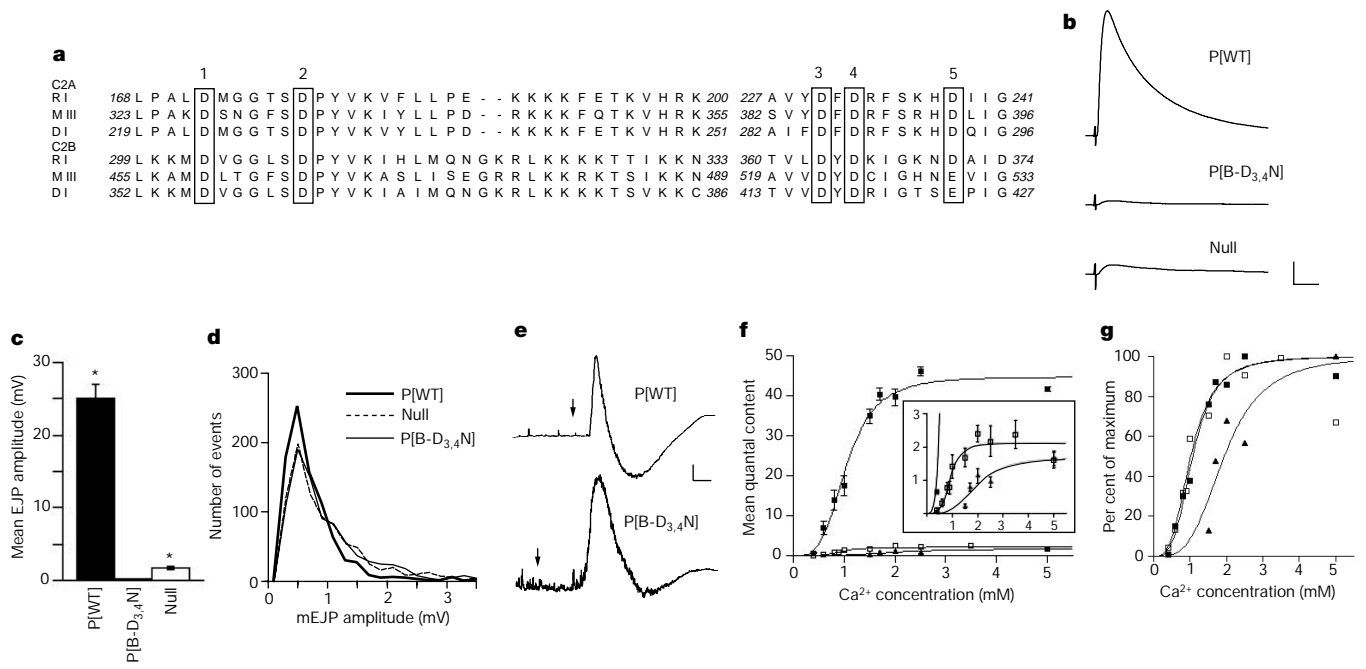 a
1 2 3 4 5
C2A
R I 168 L P A L D M G G T S D P Y V K V F L L P E - - K K K K F E T K V H R K 200 227 A V Y D F D R F S K H D I I G 241
M III 323 L P A K D S N G F S D P Y V K I Y L L P D - - R K K K F Q T K V H R K 355 382 S V Y D F D R F S R H D L I G 396
D I 219 L P A L D M G G T S D P Y V K V Y L L P D - - K K K K F E T K V H R K 251 282 A I F D F D R F S K H D Q I G 296
C2B
R I 299 L K K M D V G G L S D P Y V K I H L M Q N G K R L K K K K T T I K K N 333 360 T V L D Y D K I G K N D A I D 374
M III 455 L K A M D L T G F S D P Y V K A S L I S E G R R L K K R K T S I K K N 489 519 A V V D Y D C I G H N E V I G 533
D I 352 L K K M D V G G L S D P Y V K I A I M Q N G K R L K K K K T S V K K C 386 413 T V V D Y D R I G T S E P I G 427
b
P[WT]
P[B-D3,4N]
Null
c
Mean EJP amplitude (mV)
30
20
10
0
*
*
P[WT]
P[B-D3,4N]
Null
d
Number of events
300
200
100
0
P[WT]
Null
P[B-D3,4N]
0 1 2 3
mEJP amplitude (mV)
e
P[WT]
P[B-D3,4N]
f
Mean quantal content
50
40
30
20
10
0
3
2
1
1 2 3 4 5
0 1 2 3 4 5
Ca2+ concentration (mM)
g
Per cent of maximum
100
80
60
40
20
0
0 1 2 3 4 5
Ca2+ concentration (mM)